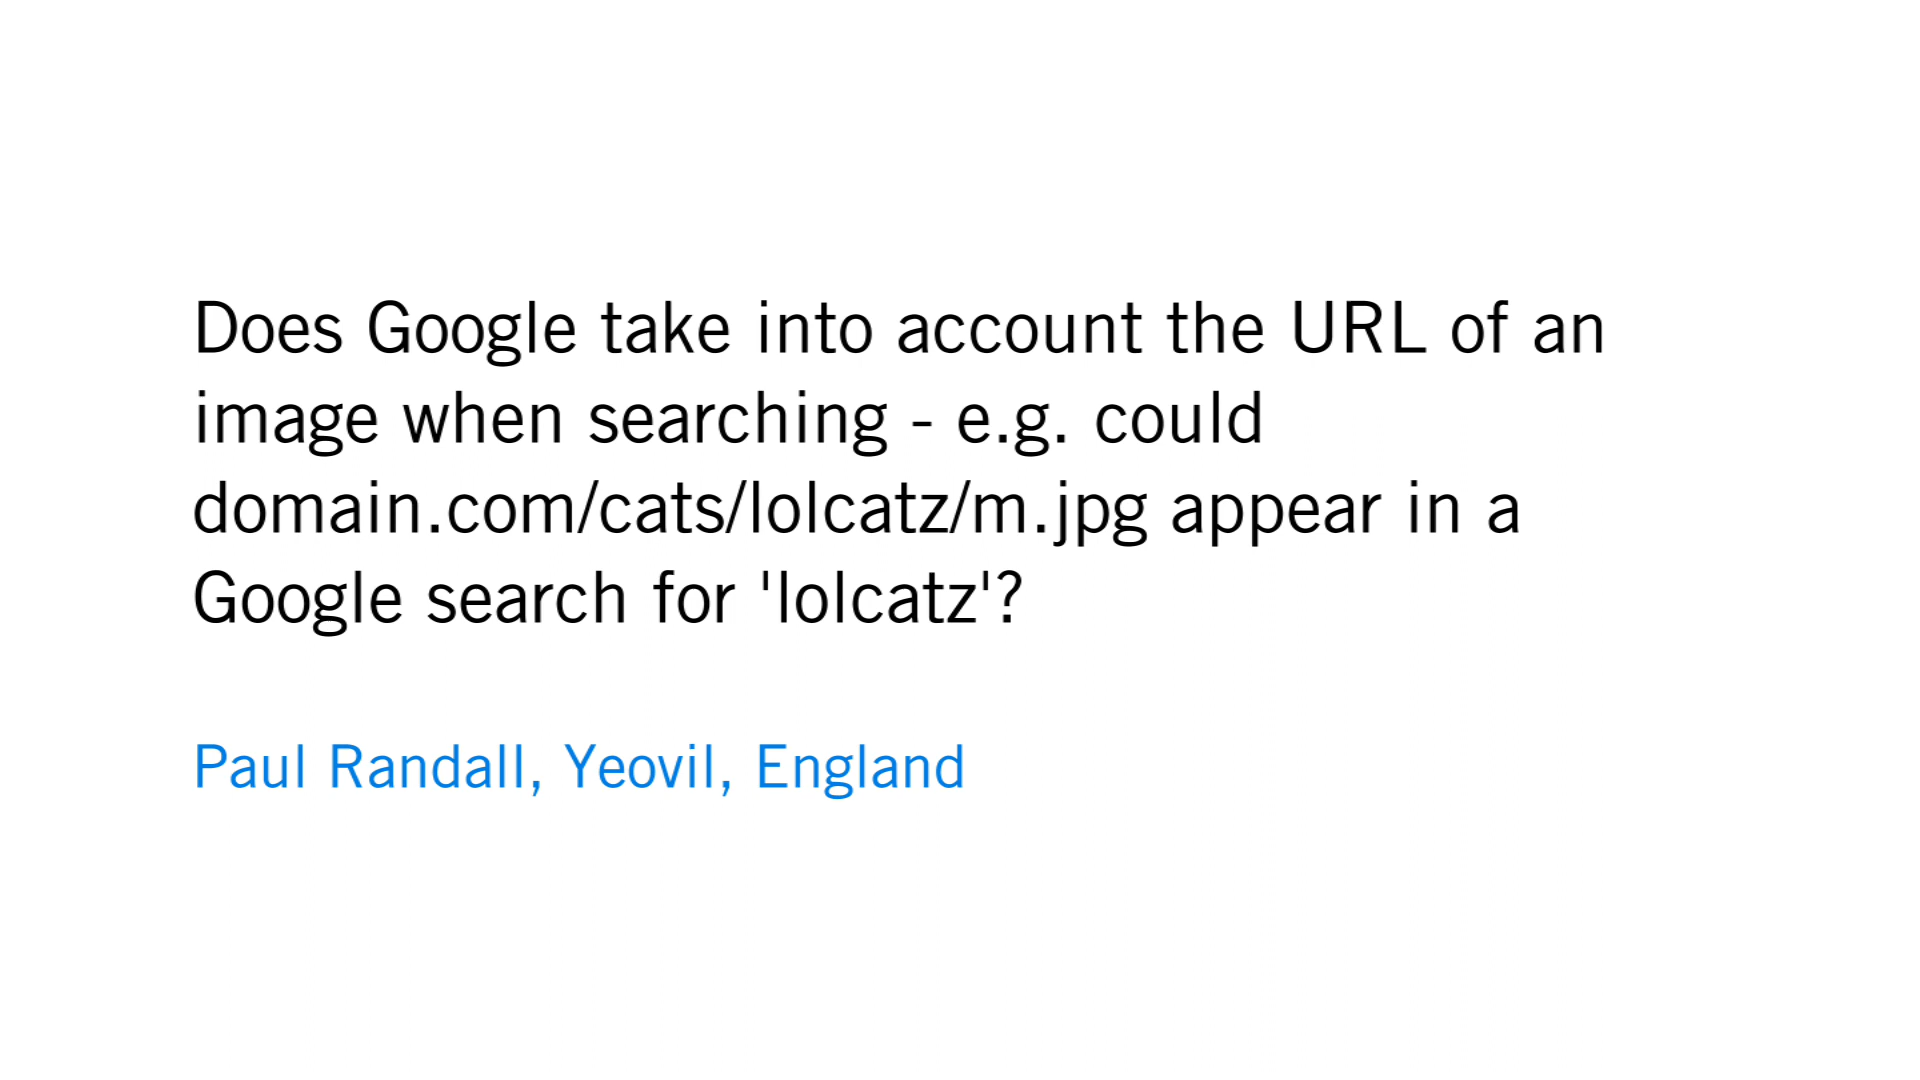 Does Google take into account the URL of an
image when searching - e.g. could
domain.com/cats/lolcatz/m.jpg appear in a
Google search for 'lolcatz'?
Paul Randall, Yeovil, England